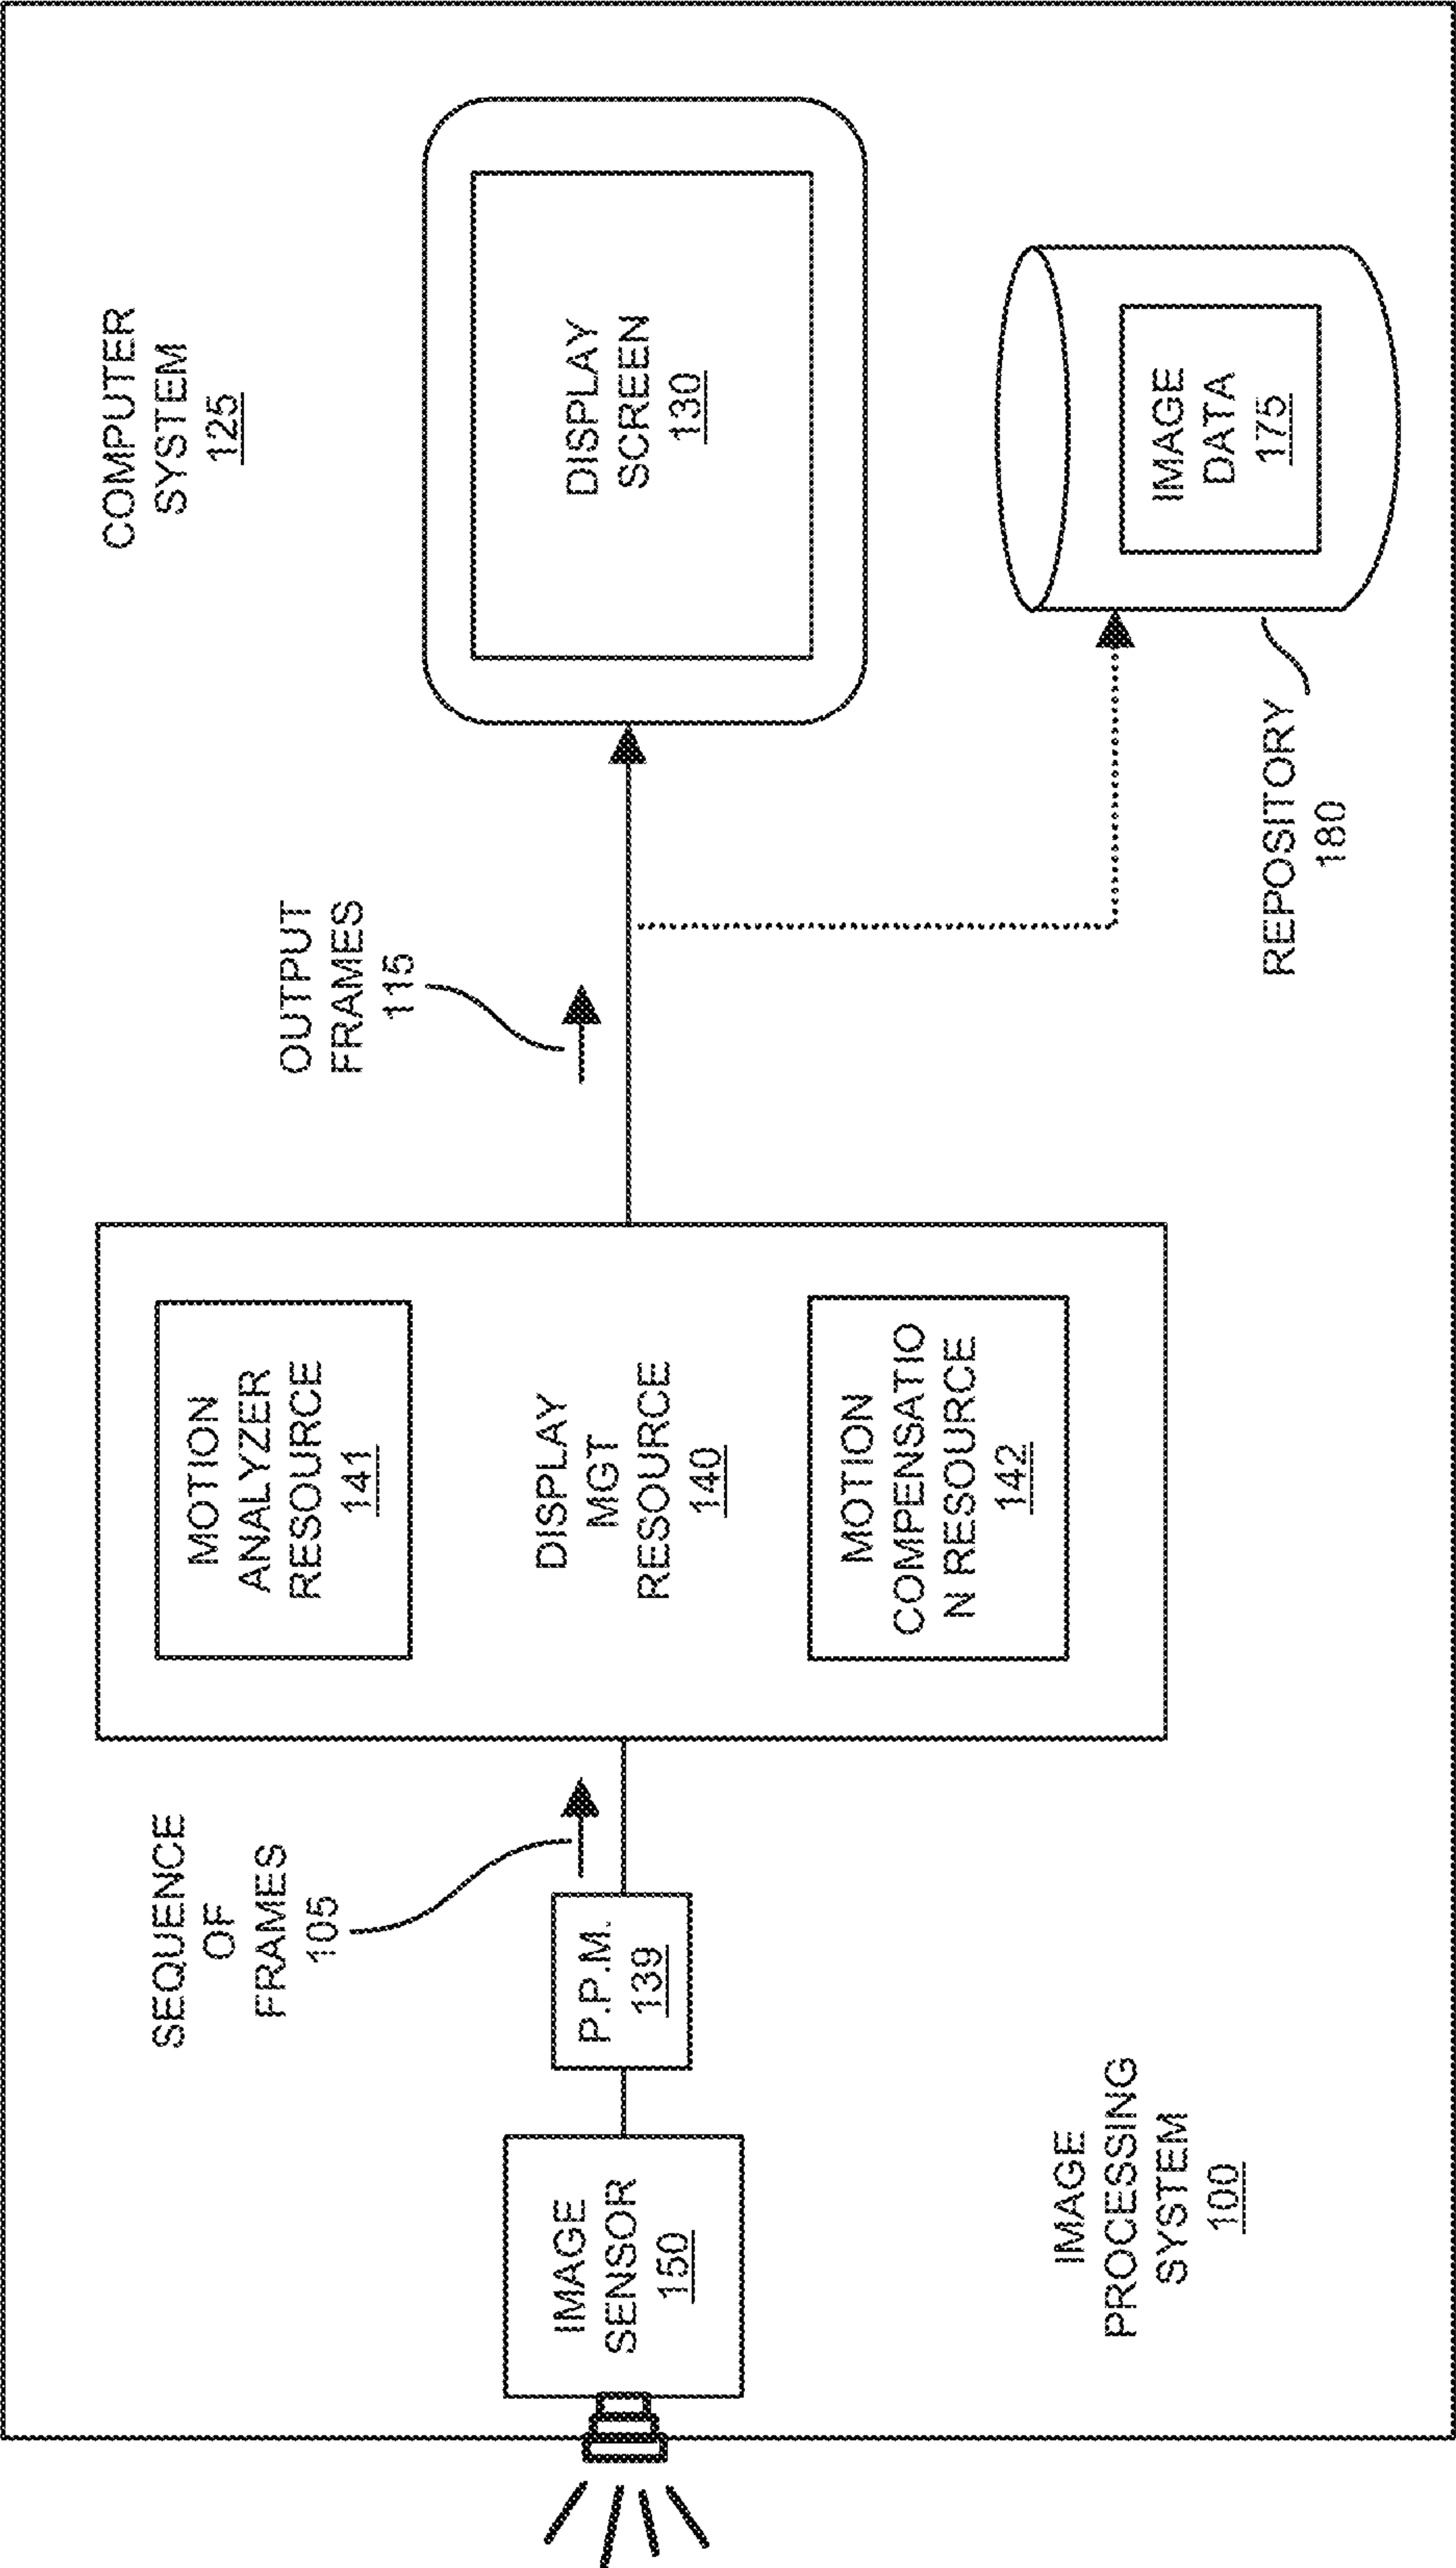 COMPUTER
SYSTEM
125
SEQUENCE
OF
FRAMES
105
OUTPUT
FRAMES
115
MOTION
ANALYZER
RESOURCE
141
DISPLAY
MGT
RESOURCE
140
MOTION
COMPENSATIO
N RESOURCE
142
IMAGE
SENSOR
150
P.P.M.
139
DISPLAY
SCREEN
130
IMAGE
DATA
175
REPOSITORY
180
IMAGE
PROCESSING
SYSTEM
100